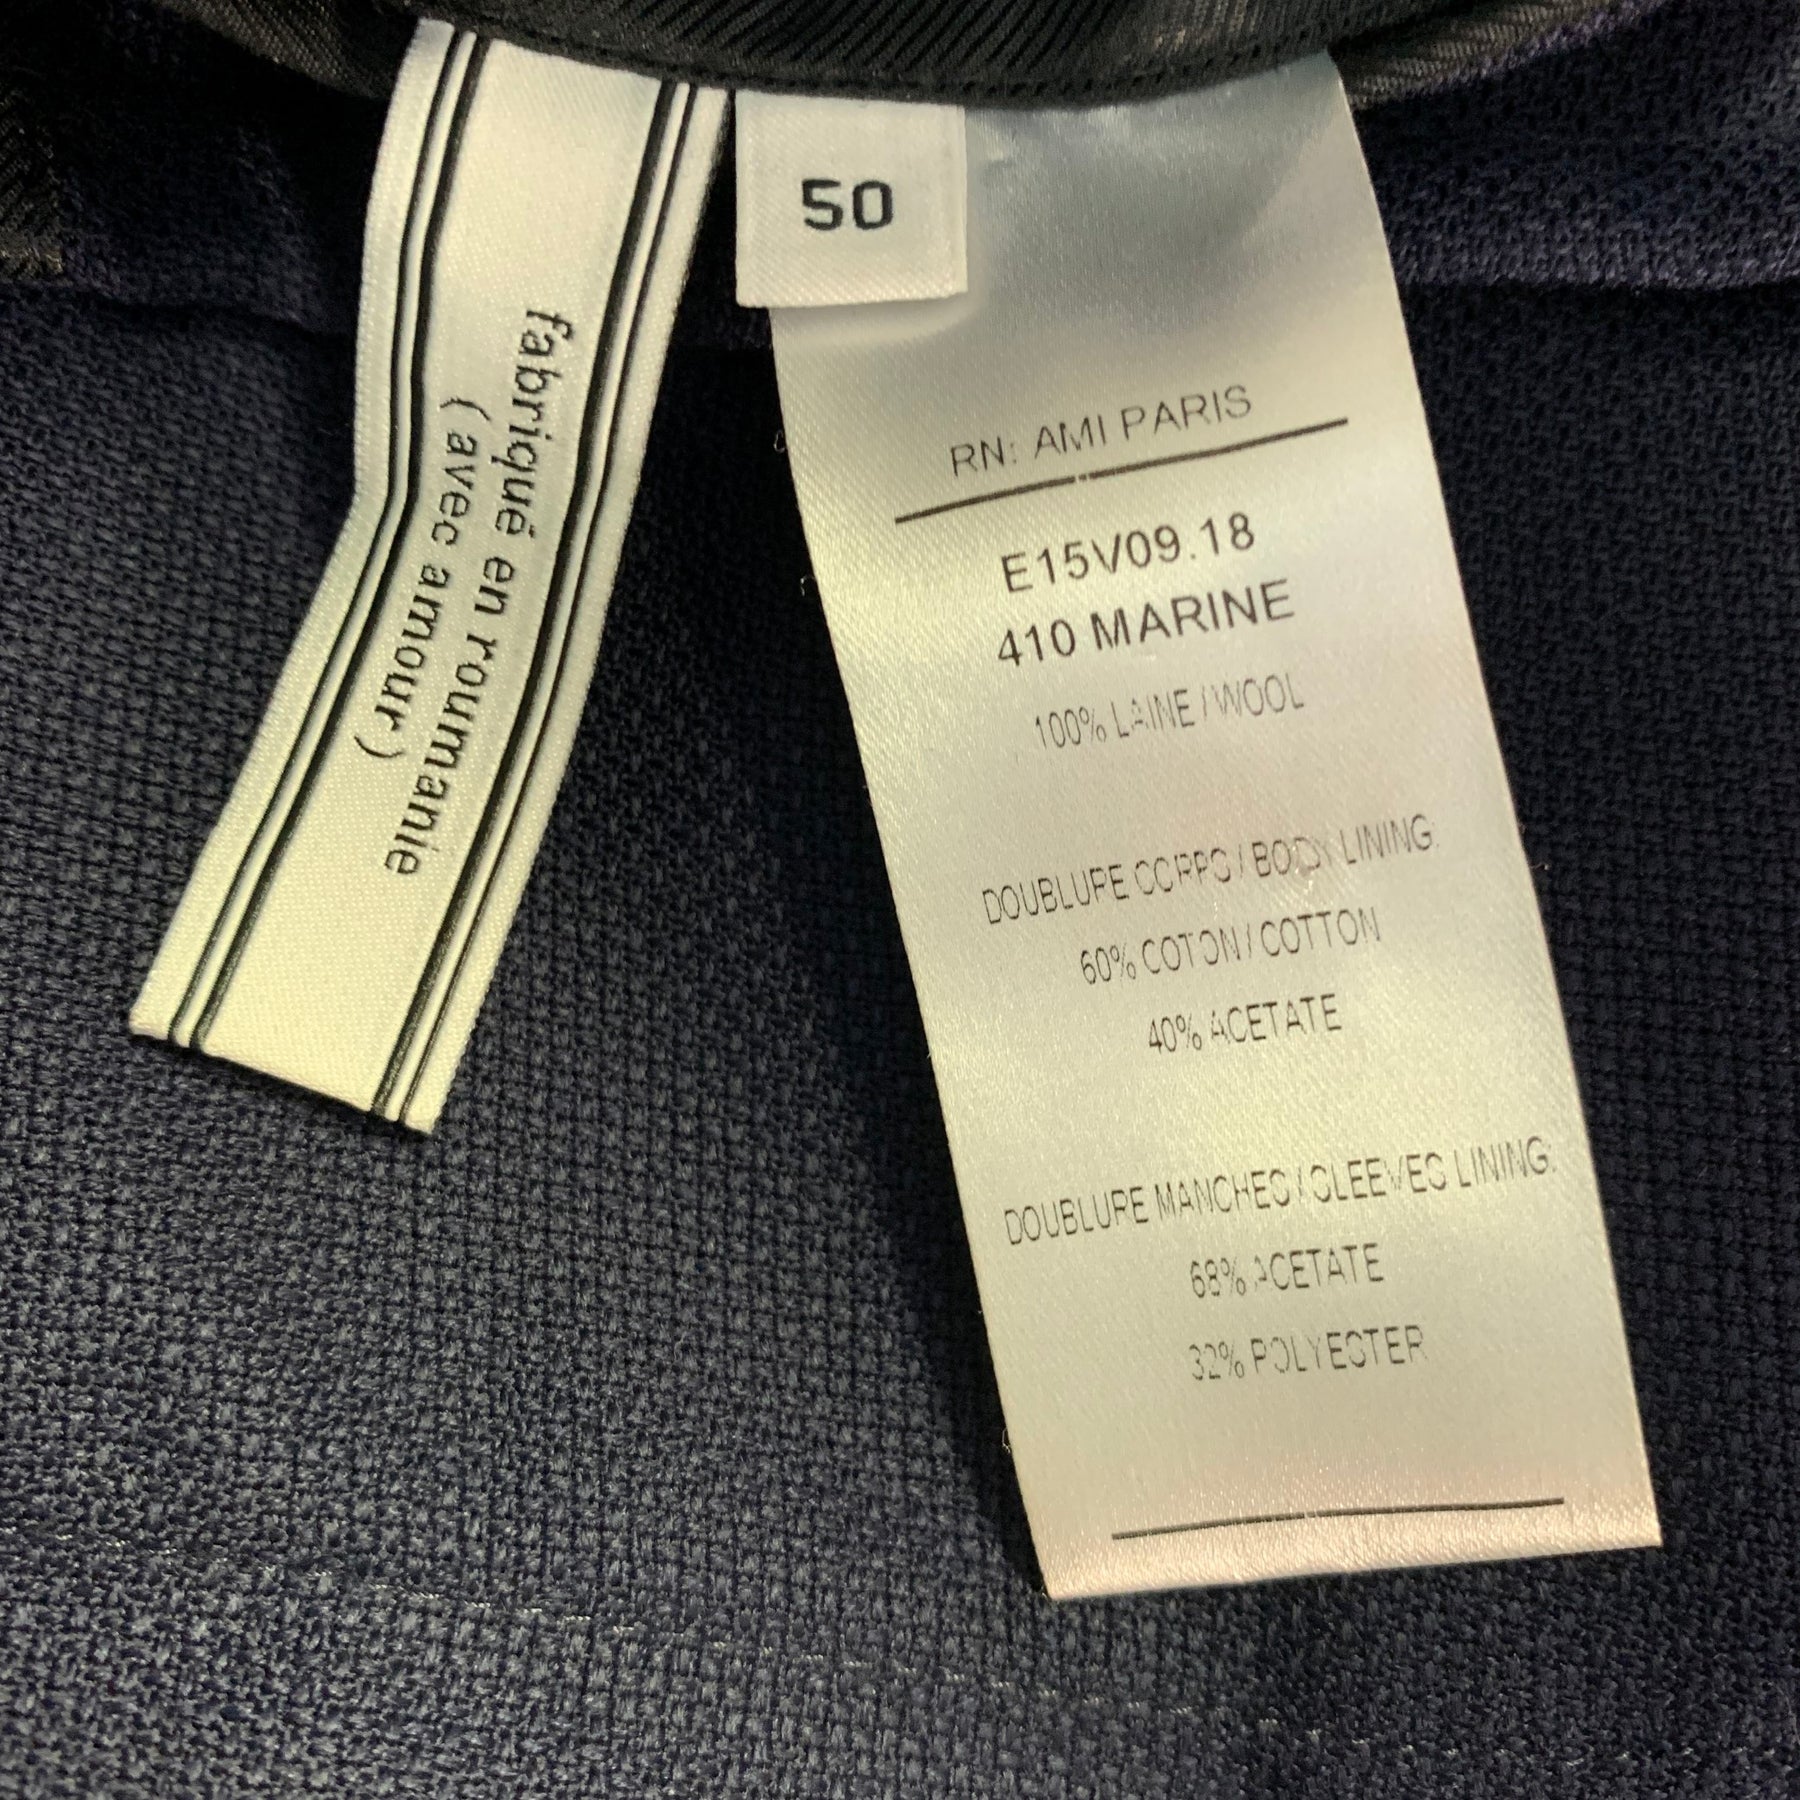 fabriqué en roumanie
(avec amour)
50
RN: AMI PARIS
E15V09.18
410 MARINE
100% LAINE / WOOL
DOUBLURE CORPS / BODY LINING:
60% COTON / COTTON
40% ACETATE
DOUBLURE MANCHES / SLEEVES LINING:
68% ACETATE
32% POLYESTER